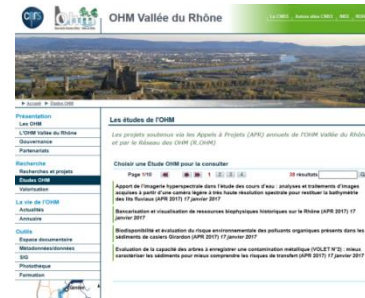 cnrs
OHM Vallée du Rhône
Accueil ► Études OHM
Présentation
Les OHM
L'OHM Vallée du Rhône
Gouvernance
Partenariats
Recherche
Recherches et projets
Études OHM
Valorisation
La vie de l'OHM
Actualités
Annuaire
Outils
Espace documentaire
Métadonnées/données
SIG
Photothèque
Formation
Les études de l'OHM
Les projets soutenus via les Appels à Projets (APR) annuels de l'OHM Vallée du Rhône
et par le Réseau des OHM (R.OHM)
Choisir une Étude OHM pour la consulter
Page 1/10 1 2 3 4 38 résultats
Apport de l'imagerie hyperspectrale dans l'étude des cours d'eau : analyses et traitements d'images
acquises à partir d'une caméra légère à très haute résolution spectrale pour restituer la bathymétrie
des lits fluviaux (APR 2017) 17 janvier 2017
Bancarisation et visualisation de ressources biophysiques historiques sur le Rhône (APR 2017) 17
janvier 2017
Biodisponibilité et évaluation du risque environnementale des polluants organiques présents dans les
sédiments de casiers Girardon (APR 2017) 17 janvier 2017
Evaluation de la capacité des arbres à enregistrer une contamination métallique (VOLET N°2) : mieux
caractériser les sédiments pour mieux comprendre les risques de transfert (APR 2017) 17 janvier 2017